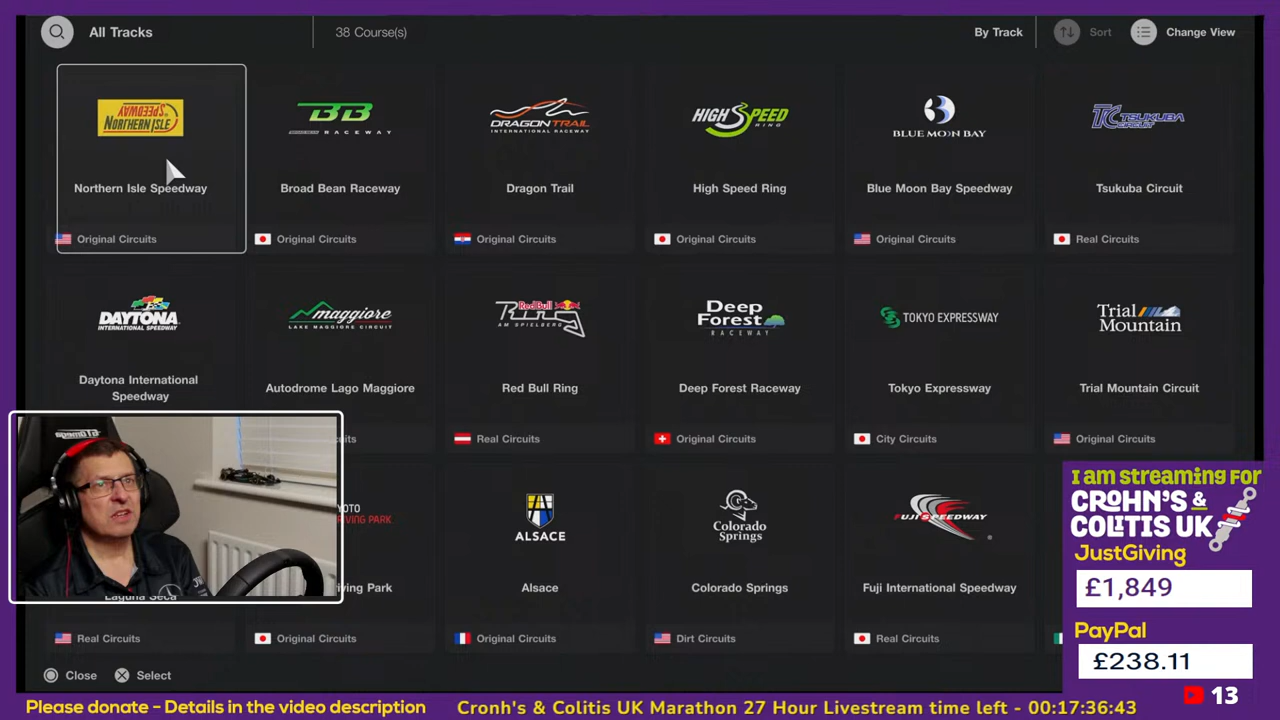 All Tracks
38 Course(s)
By Track
Sort
Change View
NORTHERN ISLE
SPEEDWAY
BB
RACEWAY
DRAGON TRAIL
INTERNATIONAL RACEWAY
HIGH SPEED
RING
BLUE MOON BAY
SPEEDWAY
TC TSUKUBA
CIRCUIT
Northern Isle Speedway
Broad Bean Raceway
Dragon Trail
High Speed Ring
Blue Moon Bay Speedway
Tsukuba Circuit
Original Circuits
Original Circuits
Original Circuits
Original Circuits
Original Circuits
Real Circuits
DAYTONA
INTERNATIONAL SPEEDWAY
maggiore
LAKE MAGGIORE CIRCUIT
Red Bull
Ring
AM SPIELBERG
Deep
Forest
RACEWAY
TOKYO EXPRESSWAY
Trial
Mountain
Daytona International
Speedway
Autodrome Lago Maggiore
Red Bull Ring
Deep Forest Raceway
Tokyo Expressway
Trial Mountain Circuit
Real Circuits
Original Circuits
City Circuits
Original Circuits
ALSACE
Colorado
Springs
FUJI SPEEDWAY
Laguna Seca
Alsace
Colorado Springs
Fuji International Speedway
Real Circuits
Original Circuits
Original Circuits
Dirt Circuits
Real Circuits
Close
Select
I am streaming for
CROHN'S &
COLITIS UK
JustGiving
£1,849
PayPal
£238.11
13
Please donate - Details in the video description
Cronh's & Colitis UK Marathon 27 Hour Livestream time left - 00:17:36:43